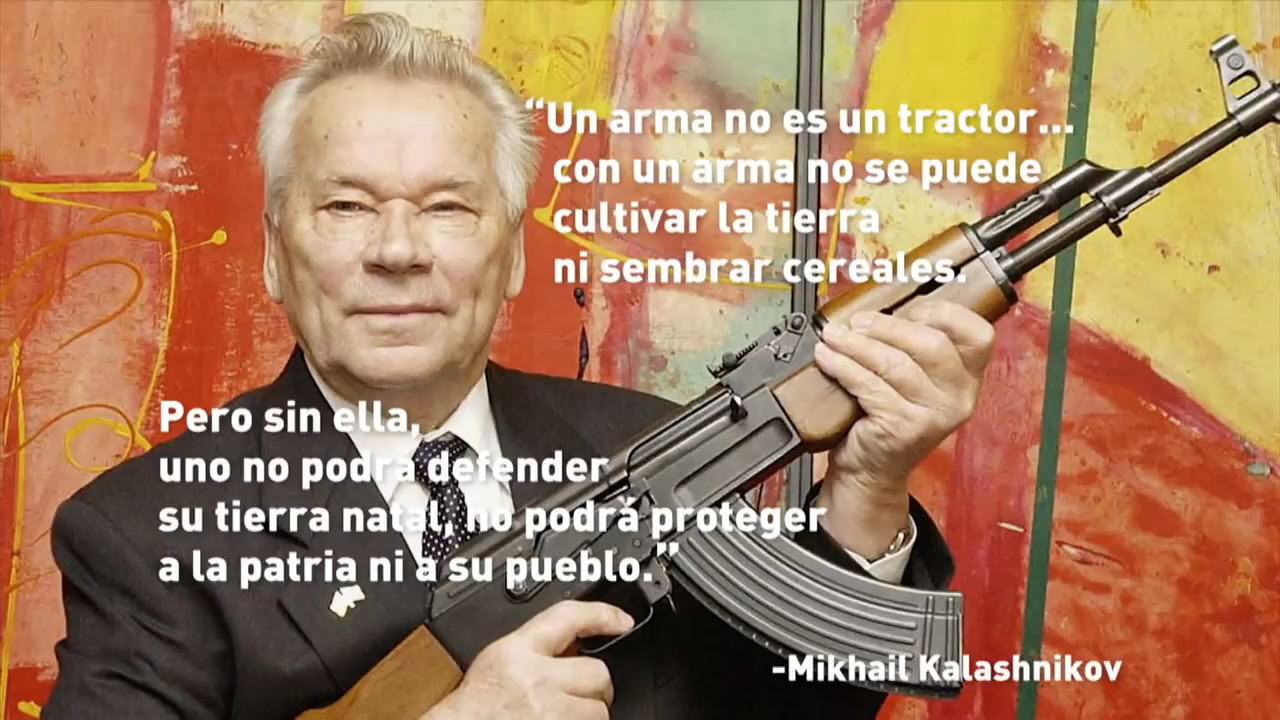 “Un arma no es un tractor...
con un arma no se puede
cultivar la tierra
ni sembrar cereales.
Pero sin ella,
uno no podrá defender
su tierra natal, no podrá proteger
a la patria ni a su pueblo.”
-Mikhail Kalashnikov